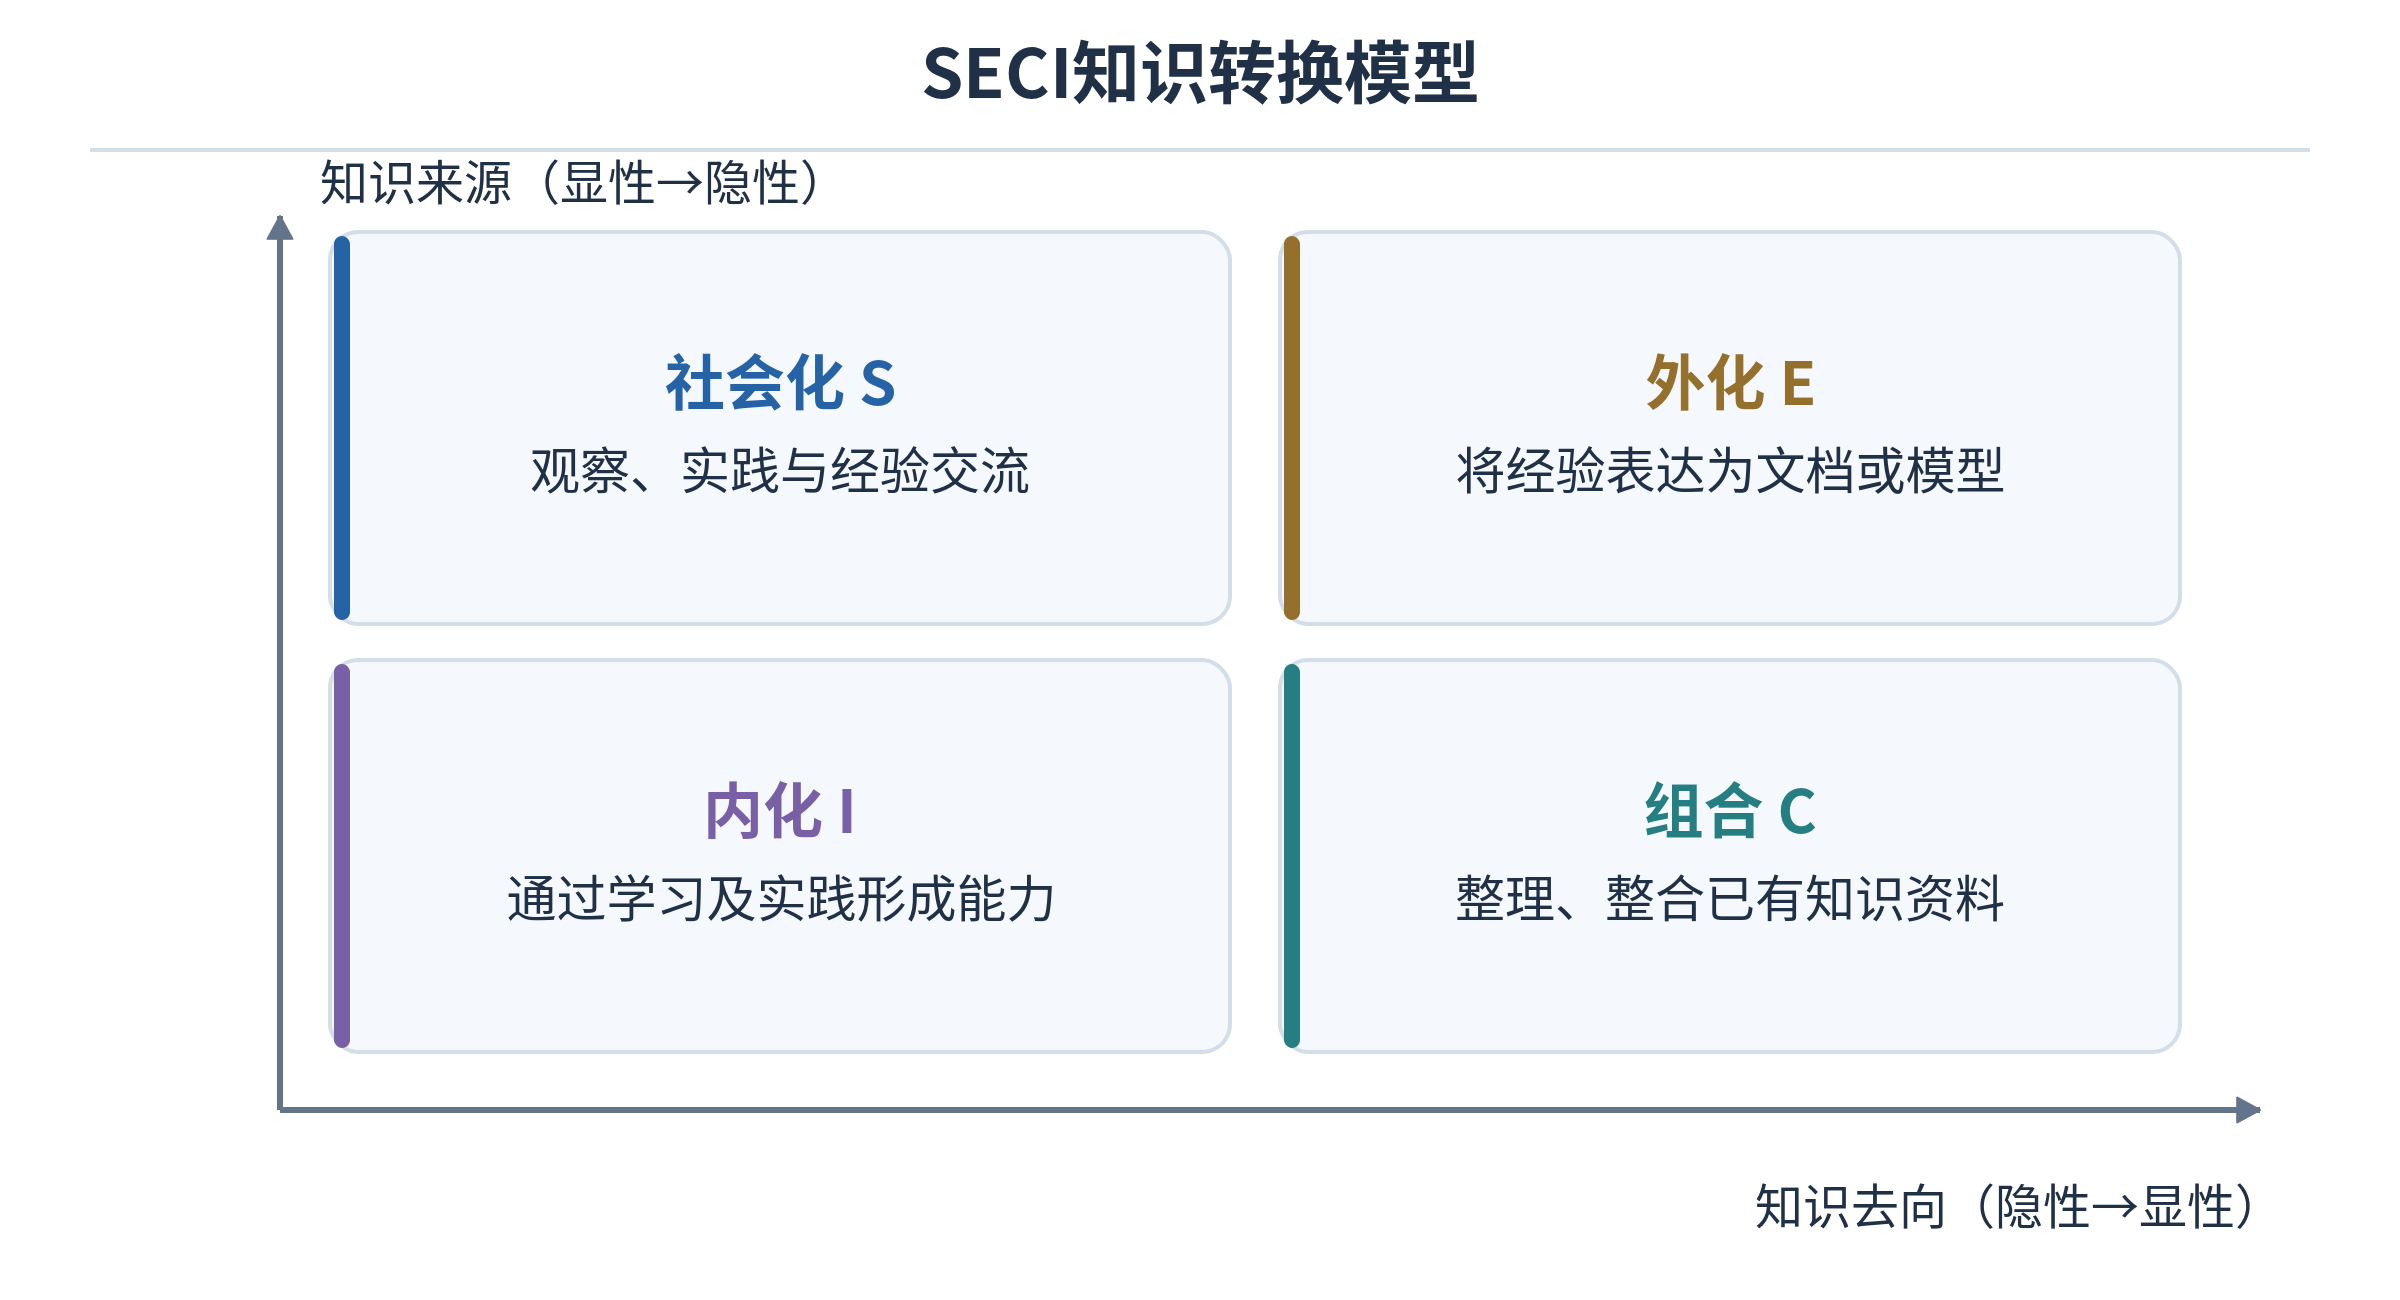 SECI知识转换模型
知识来源（显性→隐性）
社会化 S
观察、实践与经验交流
外化 E
将经验表达为文档或模型
内化 I
通过学习及实践形成能力
组合 C
整理、整合已有知识资料
知识去向（隐性→显性）